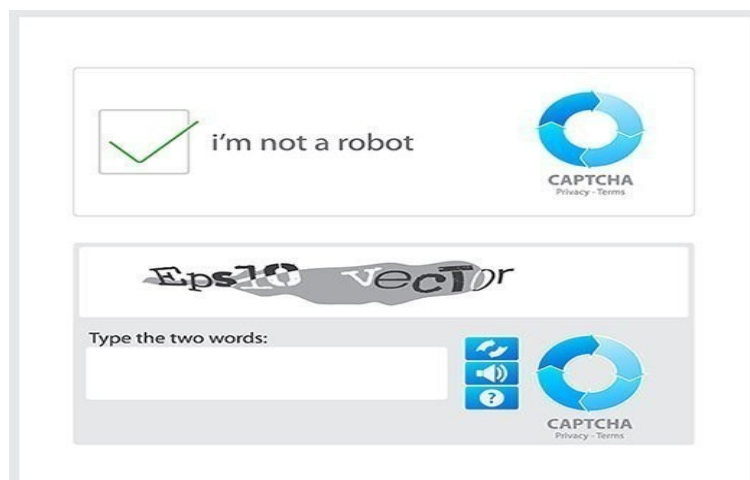 i'm not a robot
CAPTCHA
Privacy - Terms
Eps10 vecTor
Type the two words:
?
CAPTCHA
Privacy - Terms